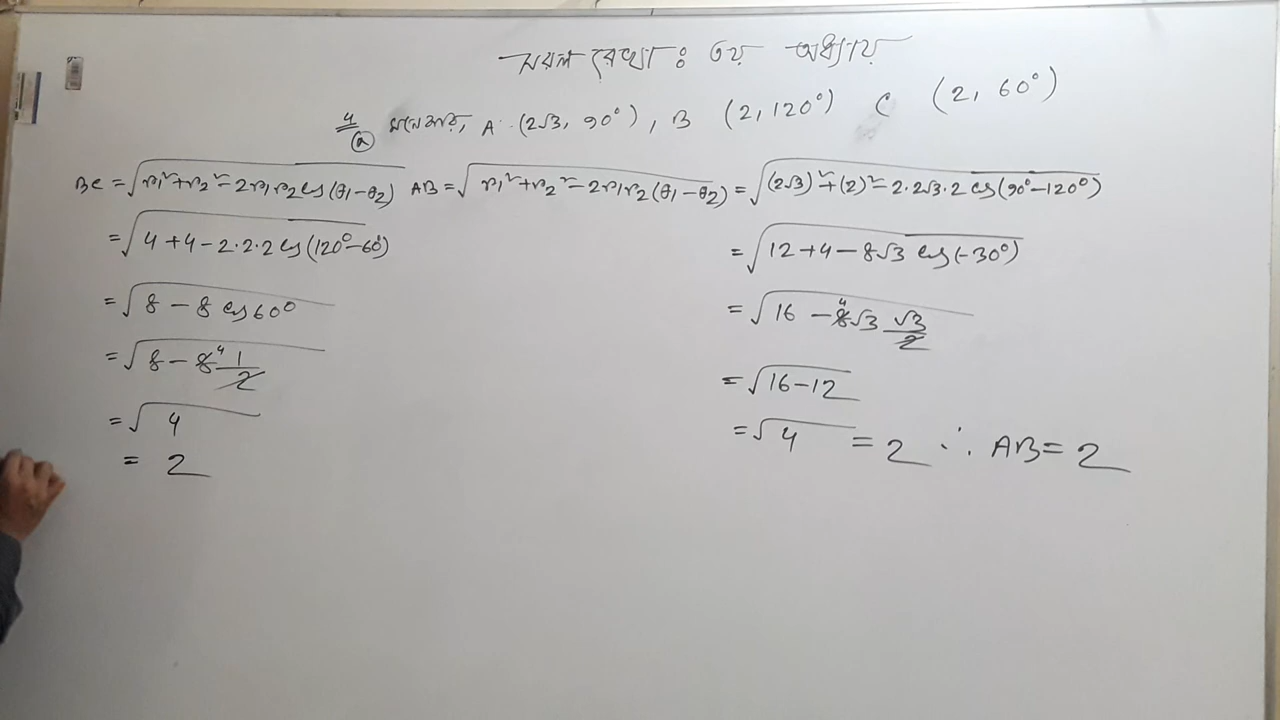 সরল রেখা : ৩য় অধ্যায়
4
(a) মনেকরি, A (2√3, 90°), B (2, 120°) C (2, 60°)
BC = √(r₁² + r₂² - 2r₁r₂ cos(θ₁-θ₂))
= √(4 + 4 - 2·2·2 cos(120°-60°))
= √(8 - 8 cos 60°)
= √(8 - 8 4 1/2)
= √4
= 2
AB = √(r₁² + r₂² - 2r₁r₂ (θ₁-θ₂)) = √((2√3)² + (2)² - 2·2√3·2 cos(90°-120°))
= √(12 + 4 - 8√3 cos(-30°))
= √(16 - 8 4 √3 √3/2)
= √(16-12)
= √4 = 2 ∴ AB = 2